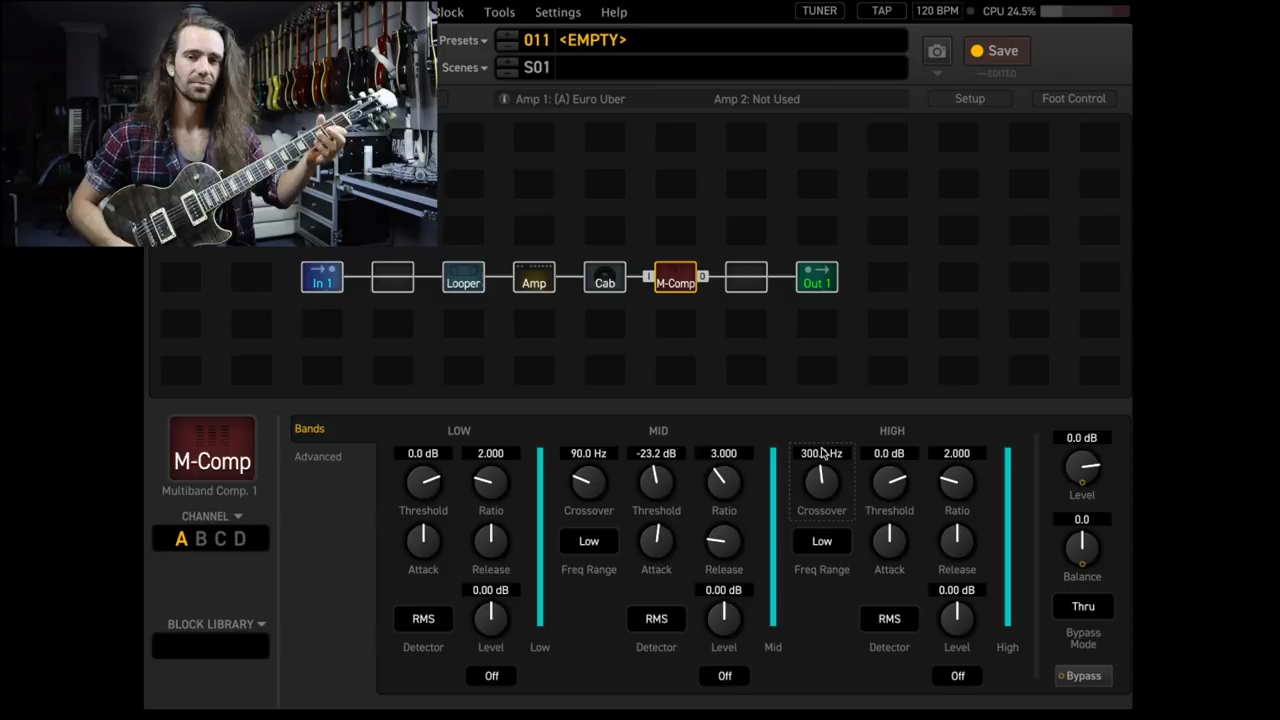 Block Tools Settings Help TUNER TAP 120 BPM CPU 24.5%
Presets 011 <EMPTY> Save
Scenes S01 EDITED
Amp 1: (A) Euro Uber Amp 2: Not Used Setup Foot Control
In 1 Looper Amp Cab I M-Comp O Out 1
M-Comp
Multiband Comp. 1
CHANNEL
A B C D
BLOCK LIBRARY
Bands
Advanced
LOW MID HIGH
0.0 dB 2.000 90.0 Hz -23.2 dB 3.000 Hz 0.0 dB 2.000 0.0 dB
Threshold Ratio Crossover Threshold Ratio Crossover Threshold Ratio Level
Low Low 0.0
Attack Release Freq Range Attack Release Freq Range Attack Release Balance
0.00 dB 0.00 dB 0.00 dB
RMS RMS RMS Thru
Detector Level Low Detector Level Mid Detector Level High Bypass Mode
Off Off Off Bypass